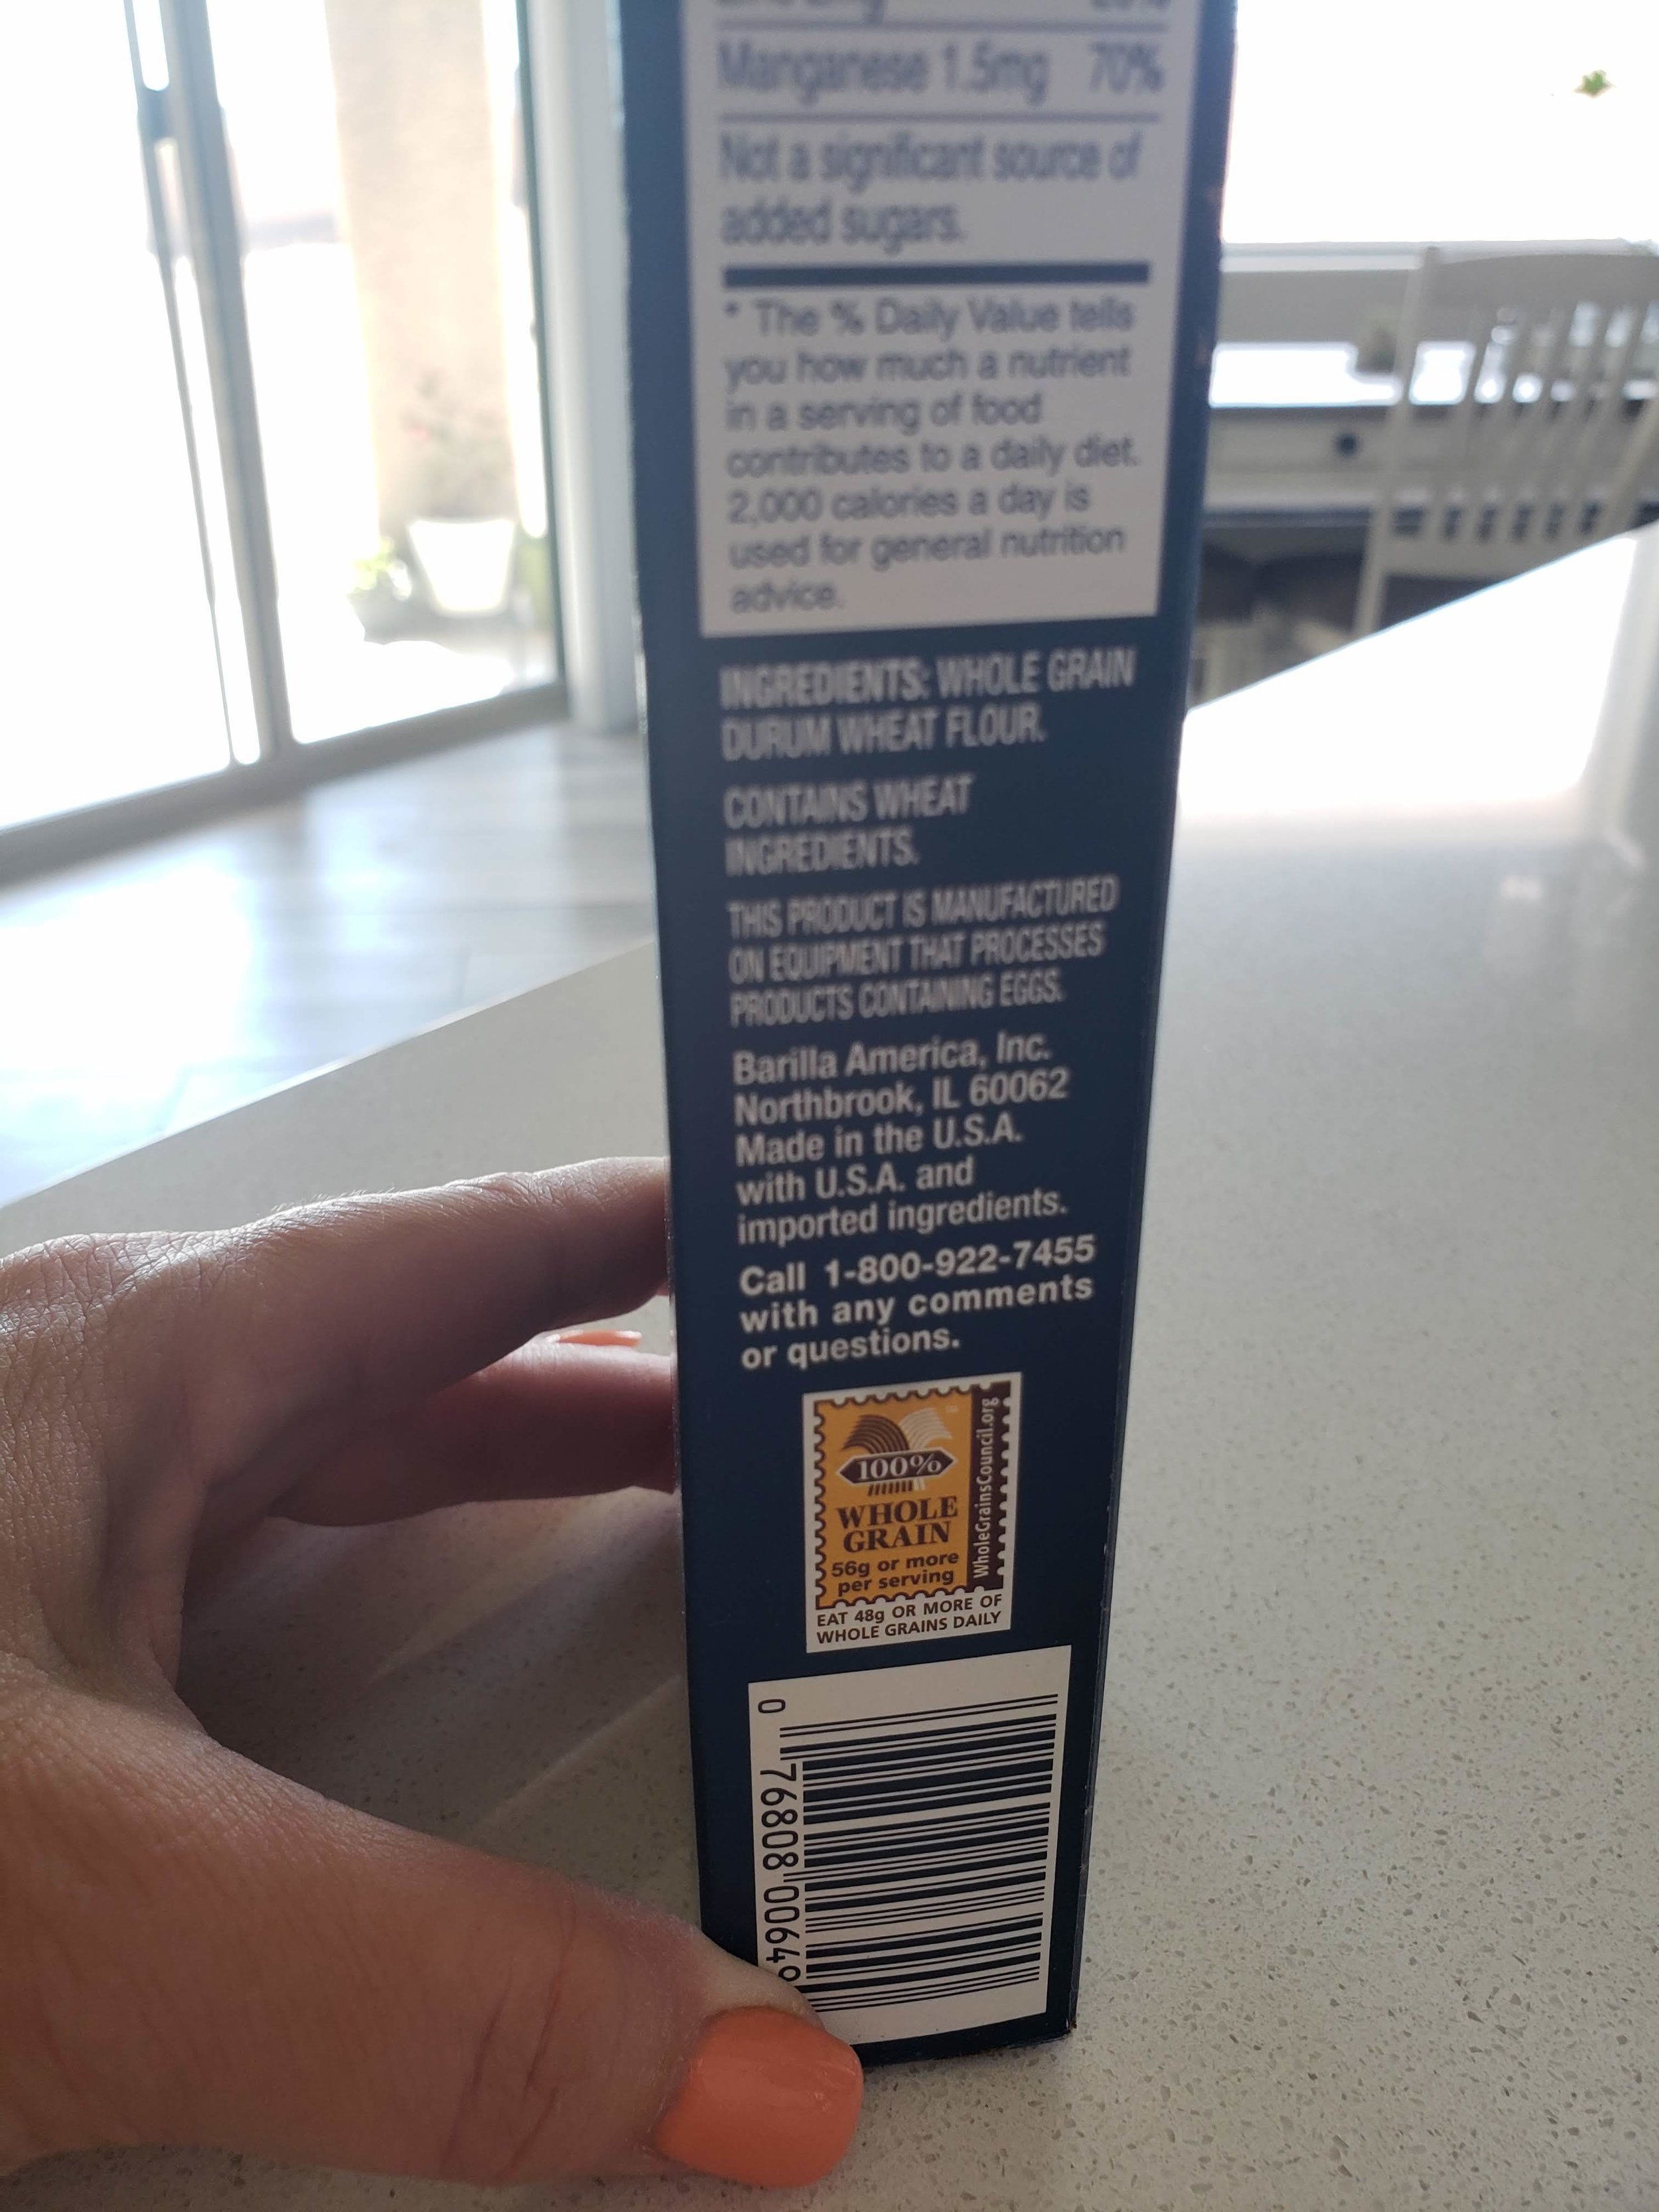 Manganese 1.5mg 70%
Not a significant source of
added sugars.
* The % Daily Value tells
you how much a nutrient
in a serving of food
contributes to a daily diet.
2,000 calories a day is
used for general nutrition
advice.
INGREDIENTS: WHOLE GRAIN
DURUM WHEAT FLOUR.
CONTAINS WHEAT
INGREDIENTS.
THIS PRODUCT IS MANUFACTURED
ON EQUIPMENT THAT PROCESSES
PRODUCTS CONTAINING EGGS.
Barilla America, Inc.
Northbrook, IL 60062
Made in the U.S.A.
with U.S.A. and
imported ingredients.
Call 1-800-922-7455
with any comments
or questions.
100%
WHOLE
GRAIN
56g or more
per serving
WholeGrainsCouncil.org
EAT 48g OR MORE OF
WHOLE GRAINS DAILY
0 76808 0064